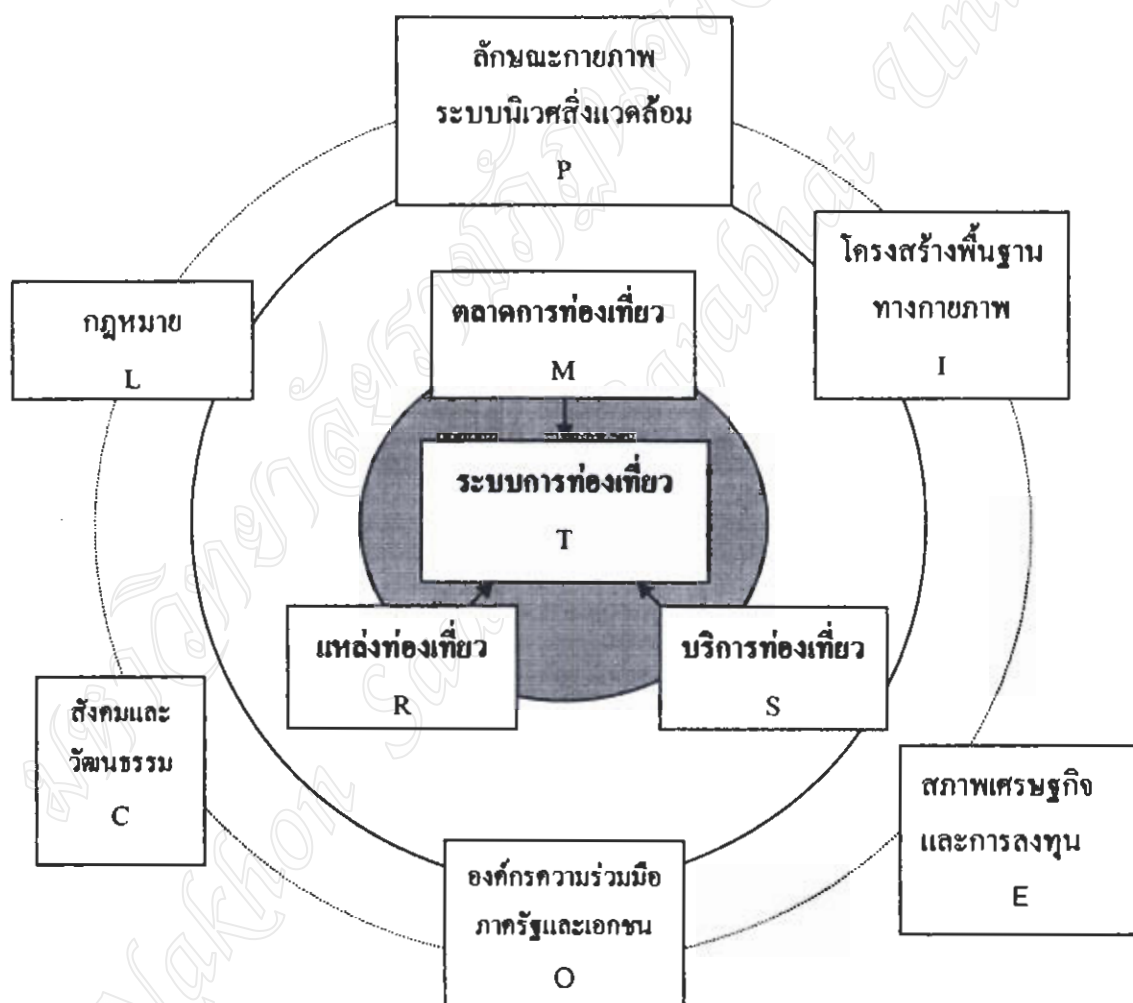 ลักษณะกายภาพ
ระบบนิเวศสิ่งแวดล้อม
P
โครงสร้างพื้นฐาน
ทางกายภาพ
I
กฎหมาย
L
ตลาดการท่องเที่ยว
M
ระบบการท่องเที่ยว
T
แหล่งท่องเที่ยว
R
บริการท่องเที่ยว
S
สังคมและ
วัฒนธรรม
C
สภาพเศรษฐกิจ
และการลงทุน
E
องค์กรความร่วมมือ
ภาครัฐและเอกชน
O
Nakhon
Rajabhat